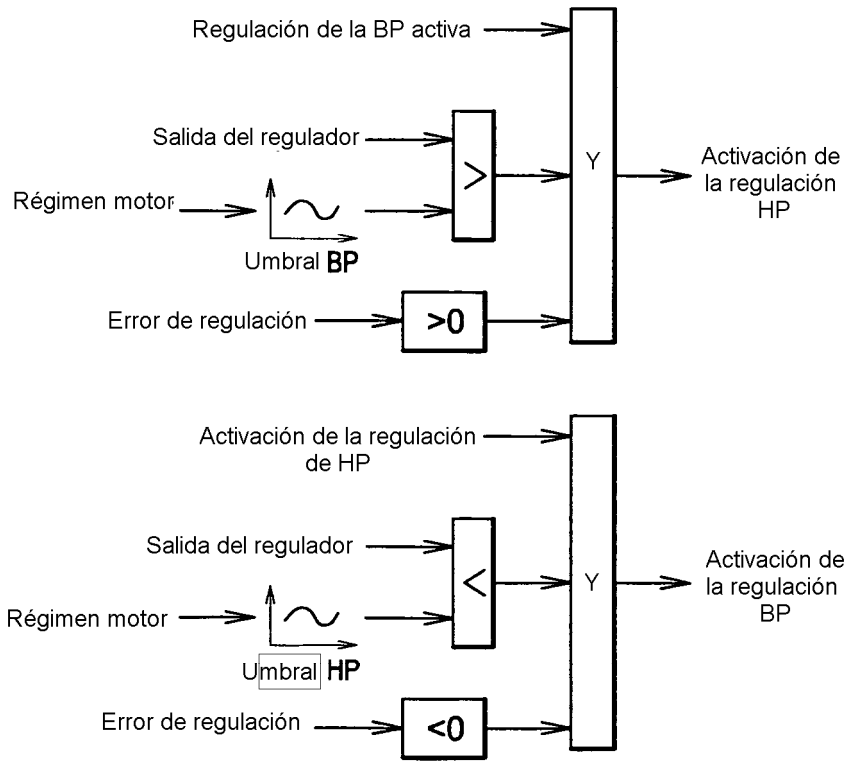 Regulación de la BP activa
Salida del regulador
>
Y
Activación de
la regulación
HP
Régimen motor
Umbral BP
Error de regulación
>0
Activación de la regulación
de HP
Salida del regulador
<
Y
Activación de
la regulación
BP
Régimen motor
Umbral HP
Error de regulación
<0